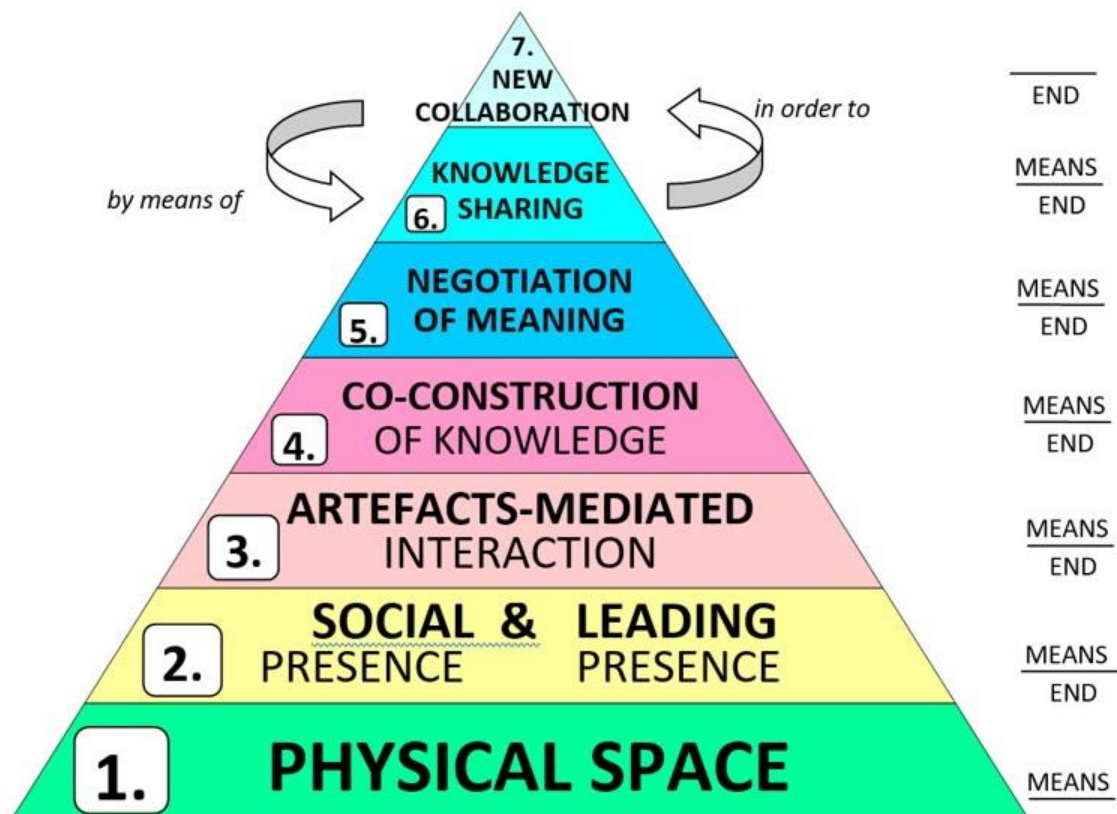 7.
NEW
COLLABORATION
END
in order to
by means of
KNOWLEDGE
SHARING
6.
MEANS
END
NEGOTIATION
OF MEANING
5.
MEANS
END
CO-CONSTRUCTION
OF KNOWLEDGE
4.
MEANS
END
ARTEFACTS-MEDIATED
INTERACTION
3.
MEANS
END
SOCIAL & LEADING
PRESENCE PRESENCE
2.
MEANS
END
1.
PHYSICAL SPACE
MEANS